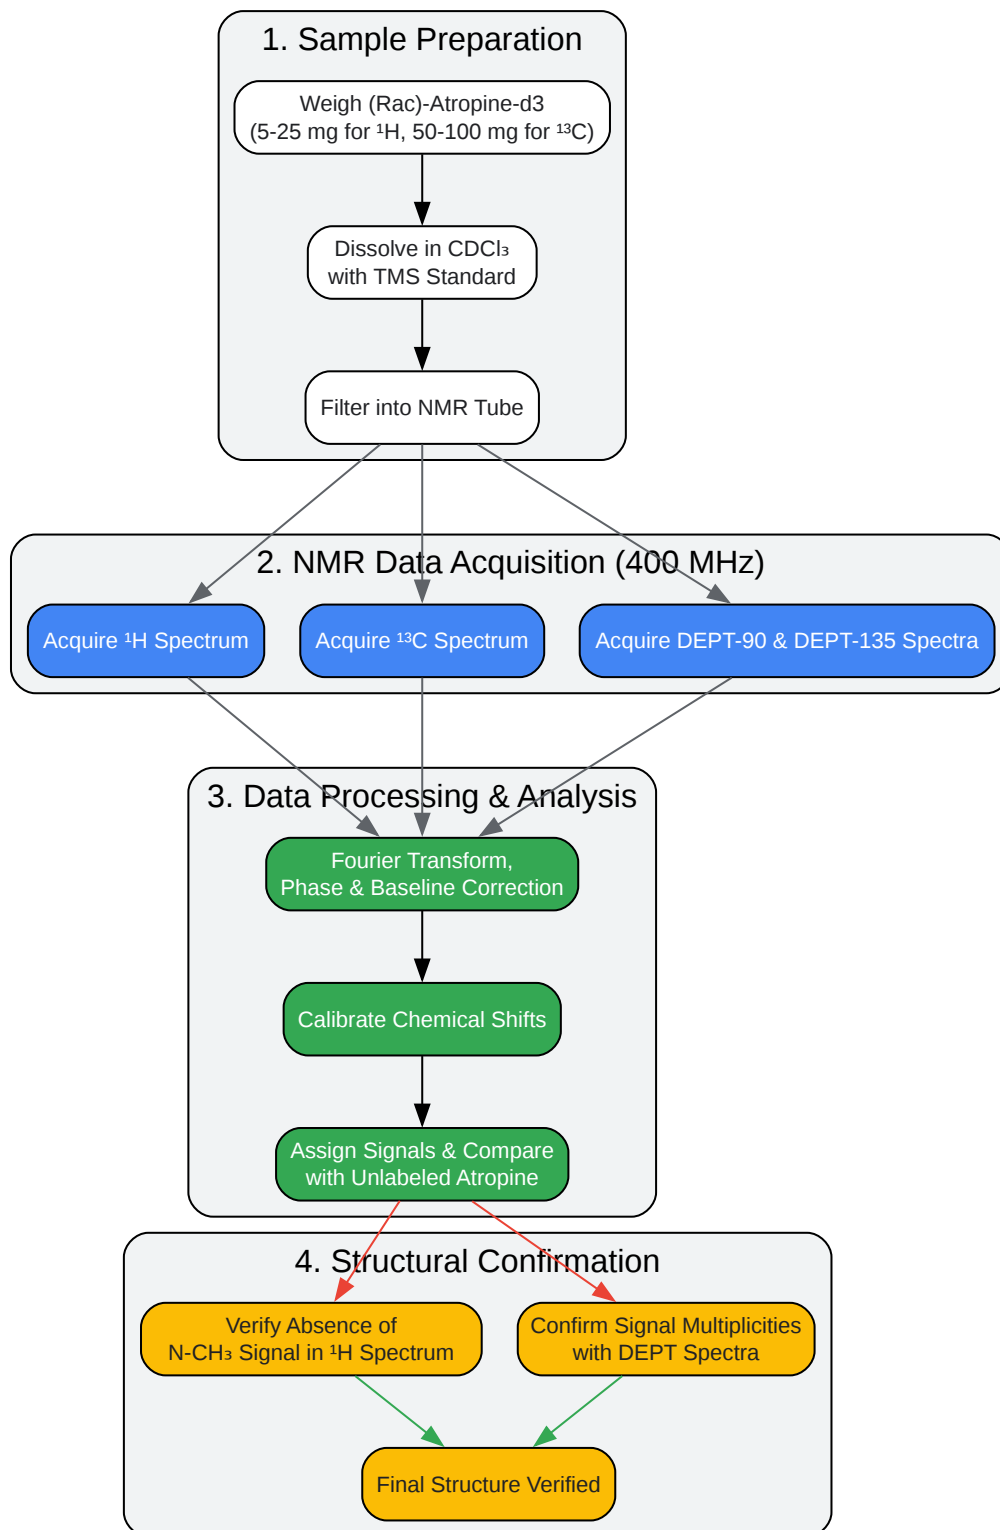 1. Sample Preparation
Weigh (Rac)-Atropine-d3
(5-25 mg for ¹H, 50-100 mg for ¹³C)
Dissolve in CDCl₃
with TMS Standard
Filter into NMR Tube
2. NMR Data Acquisition (400 MHz)
Acquire ¹H Spectrum
Acquire ¹³C Spectrum
Acquire DEPT-90 & DEPT-135 Spectra
3. Data Processing & Analysis
Fourier Transform,
Phase & Baseline Correction
Calibrate Chemical Shifts
Assign Signals & Compare
with Unlabeled Atropine
4. Structural Confirmation
Verify Absence of
N-CH₃ Signal in ¹H Spectrum
Confirm Signal Multiplicities
with DEPT Spectra
Final Structure Verified